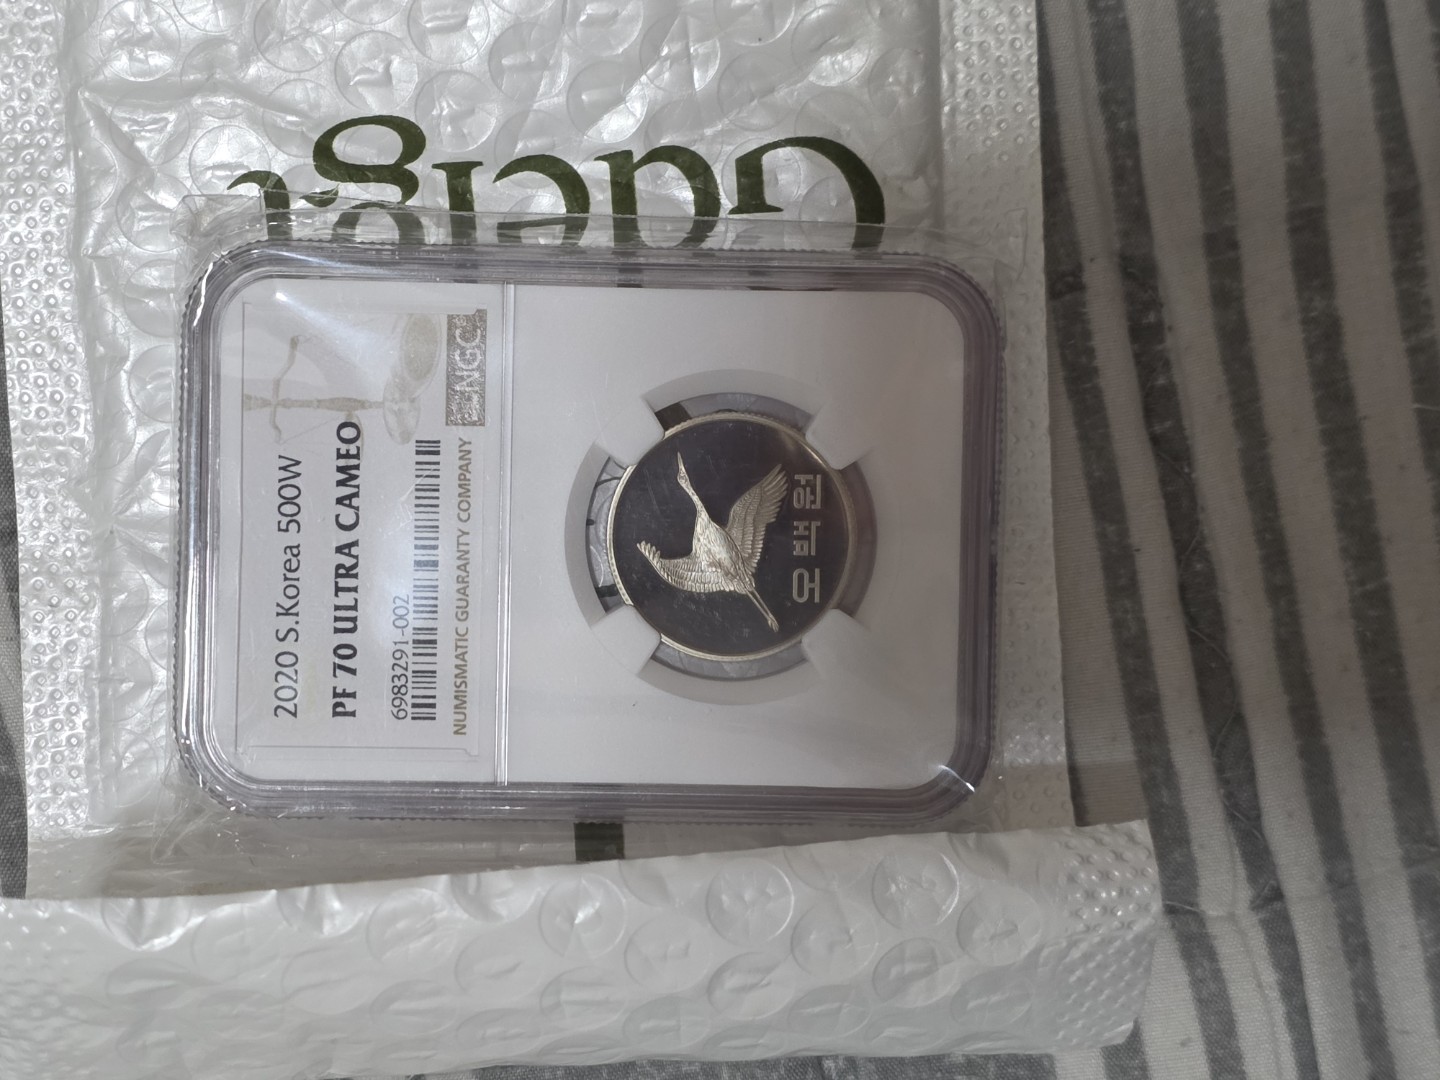 2020 S.Korea 500W
PF 70 ULTRA CAMEO
6983291-002
NUMISMATIC GUARANTY COMPANY NGC
오백원